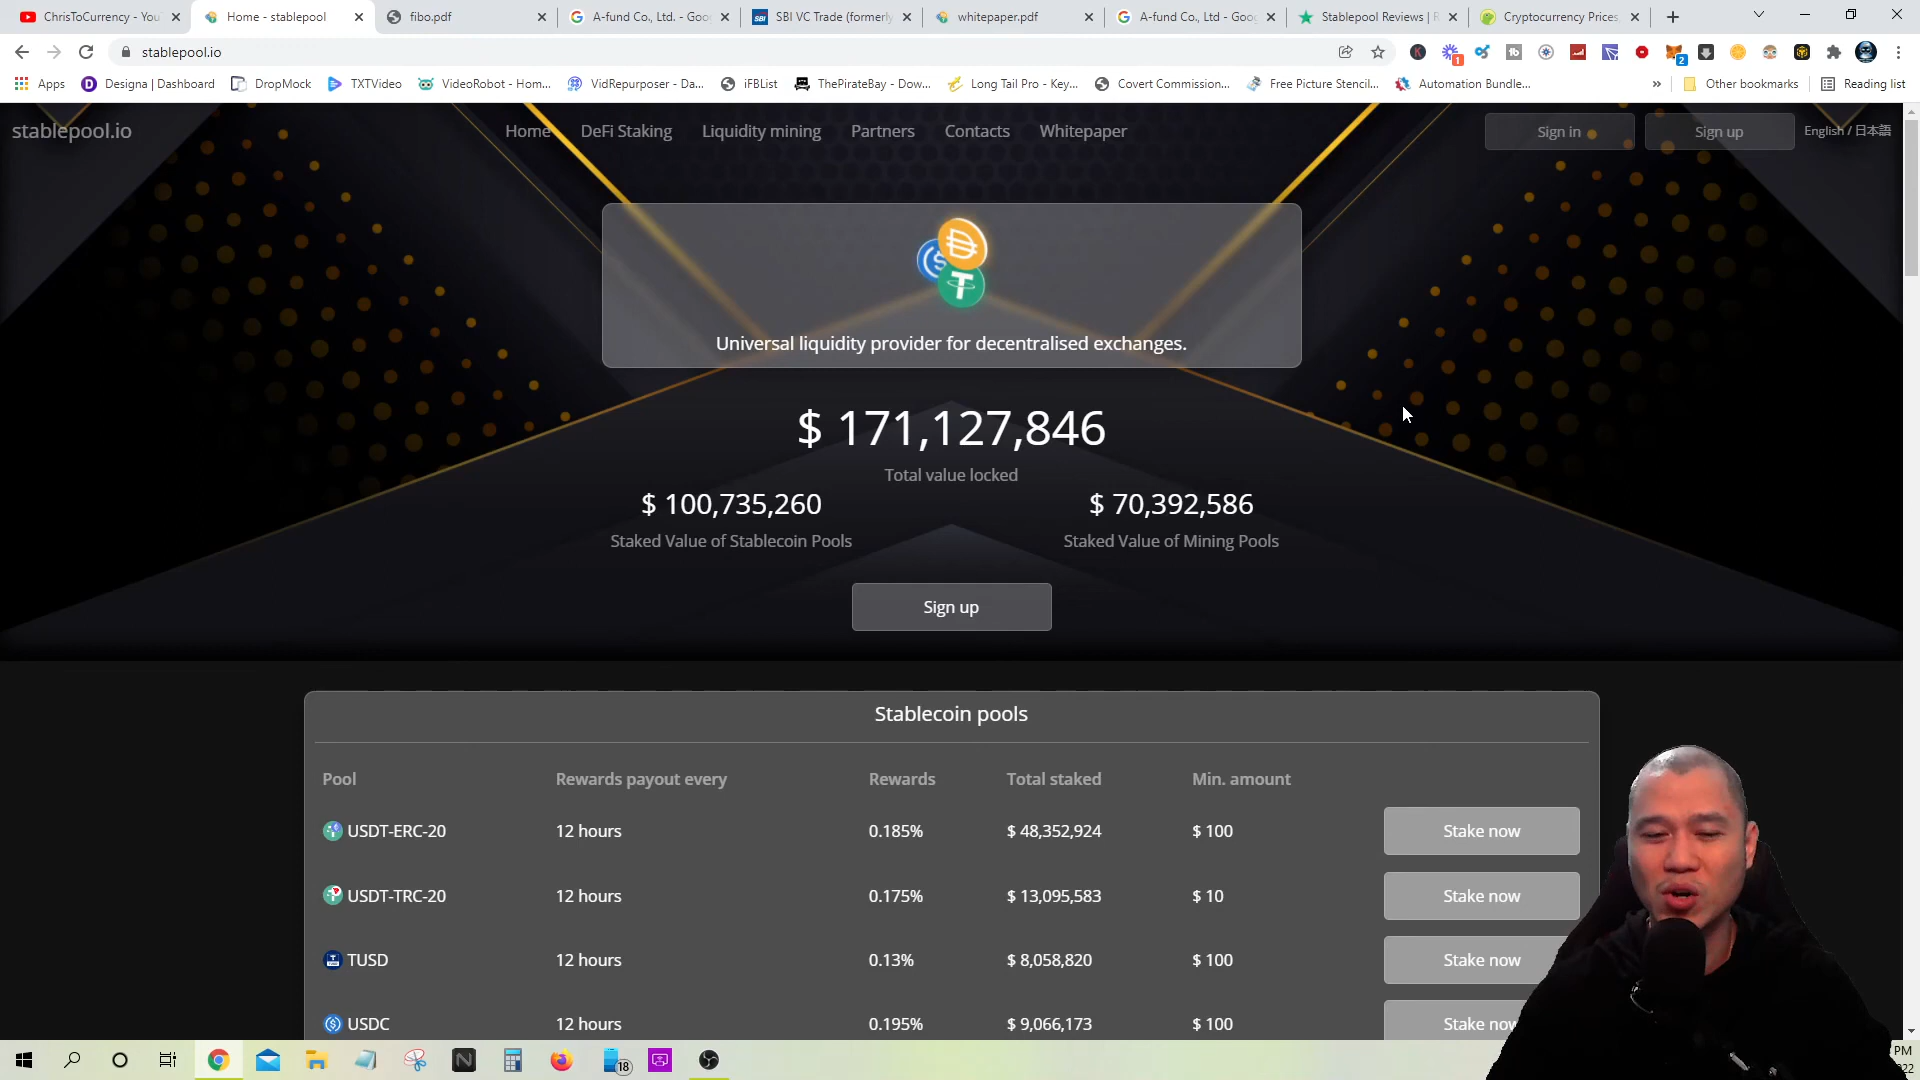 ChrisToCurrency - You
Home - stablepool
fibo.pdf
A-fund Co., Ltd. - Goo
SBI VC Trade (formerly
whitepaper.pdf
A-fund Co., Ltd - Goog
Stablepool Reviews | R
Cryptocurrency Prices
stablepool.io
1
2
Apps
Designa | Dashboard
DropMock
TXTVideo
VideoRobot - Hom...
VidRepurposer - Da...
iFBList
ThePirateBay - Dow...
Long Tail Pro - Key...
Covert Commission...
Free Picture Stencil...
Automation Bundle...
»
Other bookmarks
Reading list
stablepool.io
Home
DeFi Staking
Liquidity mining
Partners
Contacts
Whitepaper
Sign in
Sign up
English / 日本語
Universal liquidity provider for decentralised exchanges.
$ 171,127,846
Total value locked
$ 100,735,260
$ 70,392,586
Staked Value of Stablecoin Pools
Staked Value of Mining Pools
Sign up
Stablecoin pools
Pool
Rewards payout every
Rewards
Total staked
Min. amount
USDT-ERC-20
12 hours
0.185%
$ 48,352,924
$ 100
Stake now
USDT-TRC-20
12 hours
0.175%
$ 13,095,583
$ 10
Stake now
TUSD
12 hours
0.13%
$ 8,058,820
$ 100
Stake now
USDC
12 hours
0.195%
$ 9,066,173
$ 100
Stake now
18
PM